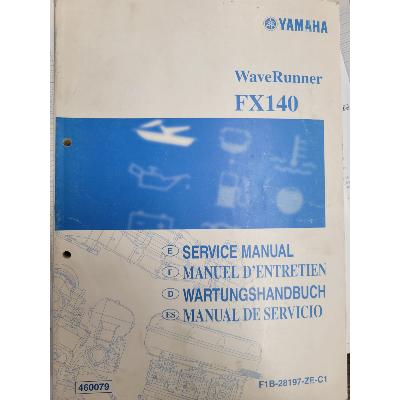 YAMAHA
WaveRunner
FX140
E SERVICE MANUAL
F MANUEL D'ENTRETIEN
D WARTUNGSHANDBUCH
ES MANUAL DE SERVICIO
460079
F1B-28197-ZE-C1